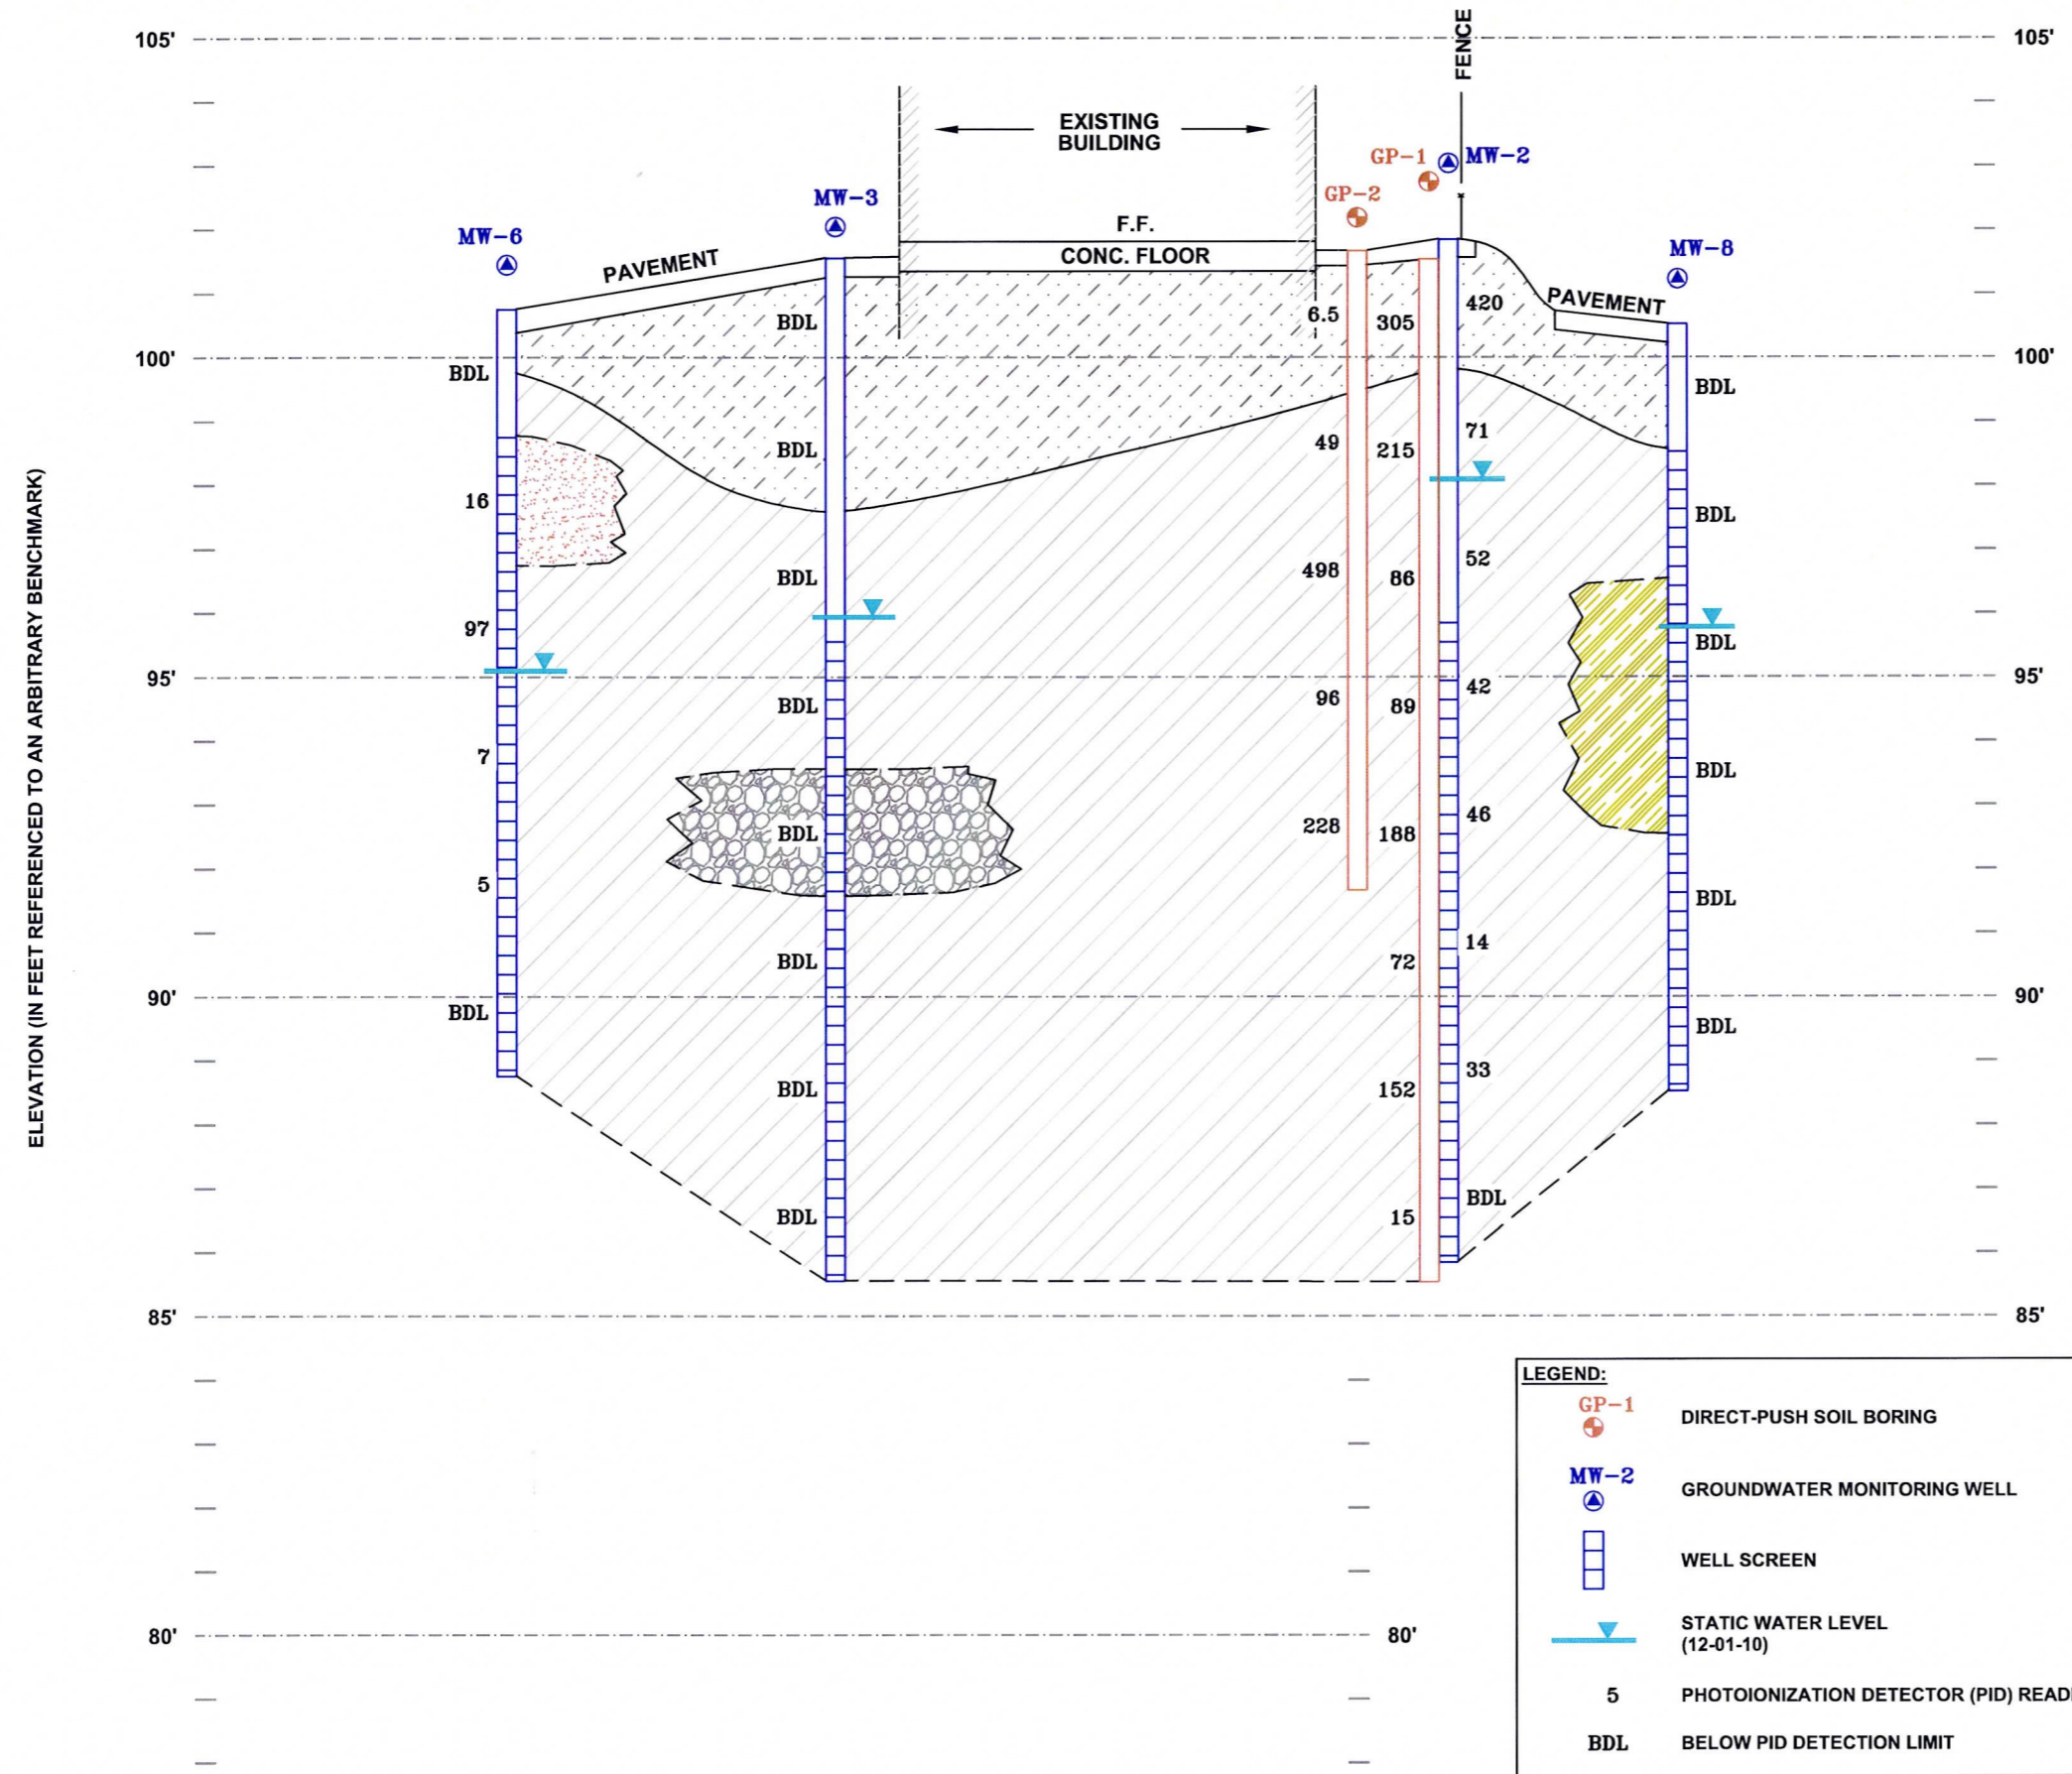 FENCE
105'
105'
EXISTING
BUILDING
GP-1
MW-2
GP-2
MW-3
F.F.
MW-6
MW-8
PAVEMENT
CONC. FLOOR
PAVEMENT
BDL
6.5
305
420
100'
100'
BDL
BDL
BDL
49
215
71
16
BDL
BDL
498
86
52
97
BDL
95'
95'
BDL
96
89
42
7
BDL
BDL
228
188
46
5
BDL
BDL
72
14
90'
90'
BDL
BDL
BDL
152
33
BDL
15
BDL
85'
85'
80'
80'
ELEVATION (IN FEET REFERENCED TO AN ARBITRARY BENCHMARK)
LEGEND:
GP-1
DIRECT-PUSH SOIL BORING
MW-2
GROUNDWATER MONITORING WELL
WELL SCREEN
STATIC WATER LEVEL
(12-01-10)
5
PHOTOIONIZATION DETECTOR (PID)
BDL
BELOW PID DETECTION LIMIT